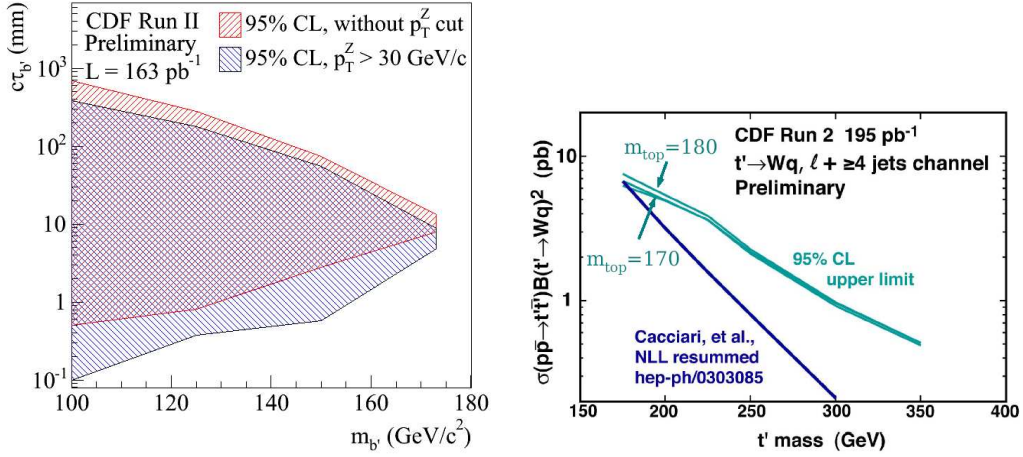 CDF Run II
Preliminary
L = 163 pb⁻¹
95% CL, without p_T^Z cut
95% CL, p_T^Z > 30 GeV/c
cτ_b' (mm)
10³
10²
10
1
10⁻¹
100 120 140 160 180
m_b' (GeV/c²)
CDF Run 2 195 pb⁻¹
t'→Wq, ℓ + ≥4 jets channel
Preliminary
m_top=180
m_top=170
95% CL
upper limit
Cacciari, et al.,
NLL resummed
hep-ph/0303085
σ(pp̄→t't̄')B(t'→Wq)² (pb)
10
1
150 200 250 300 350 400
t' mass (GeV)